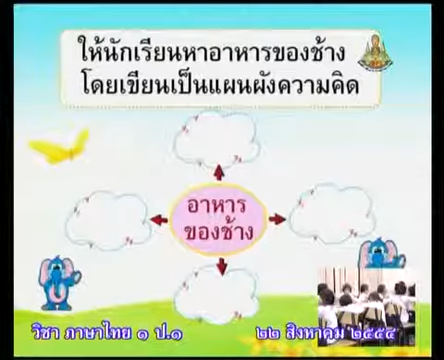 ให้นักเรียนหาอาหารของช้าง
โดยเขียนเป็นแผนผังความคิด
อาหาร
ของช้าง
วิชา ภาษาไทย ๑ ป.๑
๒๒ สิงหาคม ๒๕๕๔